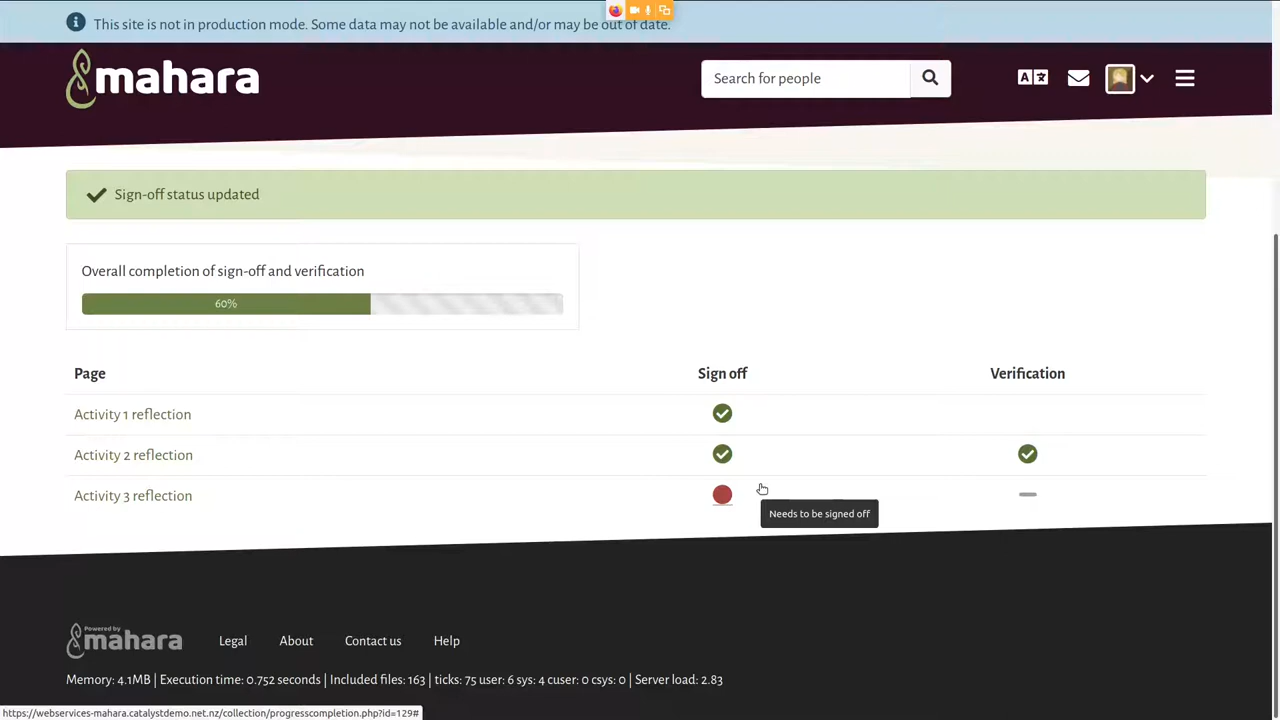 This site is not in production mode. Some data may not be available and/or may be out of date.
mahara
Search for people
Sign-off status updated
Overall completion of sign-off and verification
60%
Page Sign off Verification
Activity 1 reflection
Activity 2 reflection
Activity 3 reflection
Needs to be signed off
Powered by
mahara
Legal About Contact us Help
Memory: 4.1MB | Execution time: 0.752 seconds | Included files: 163 | ticks: 75 user: 6 sys: 4 cuser: 0 csys: 0 | Server load: 2.83
https://webservices-mahara.catalystdemo.net.nz/collection/progresscompletion.php?id=129#